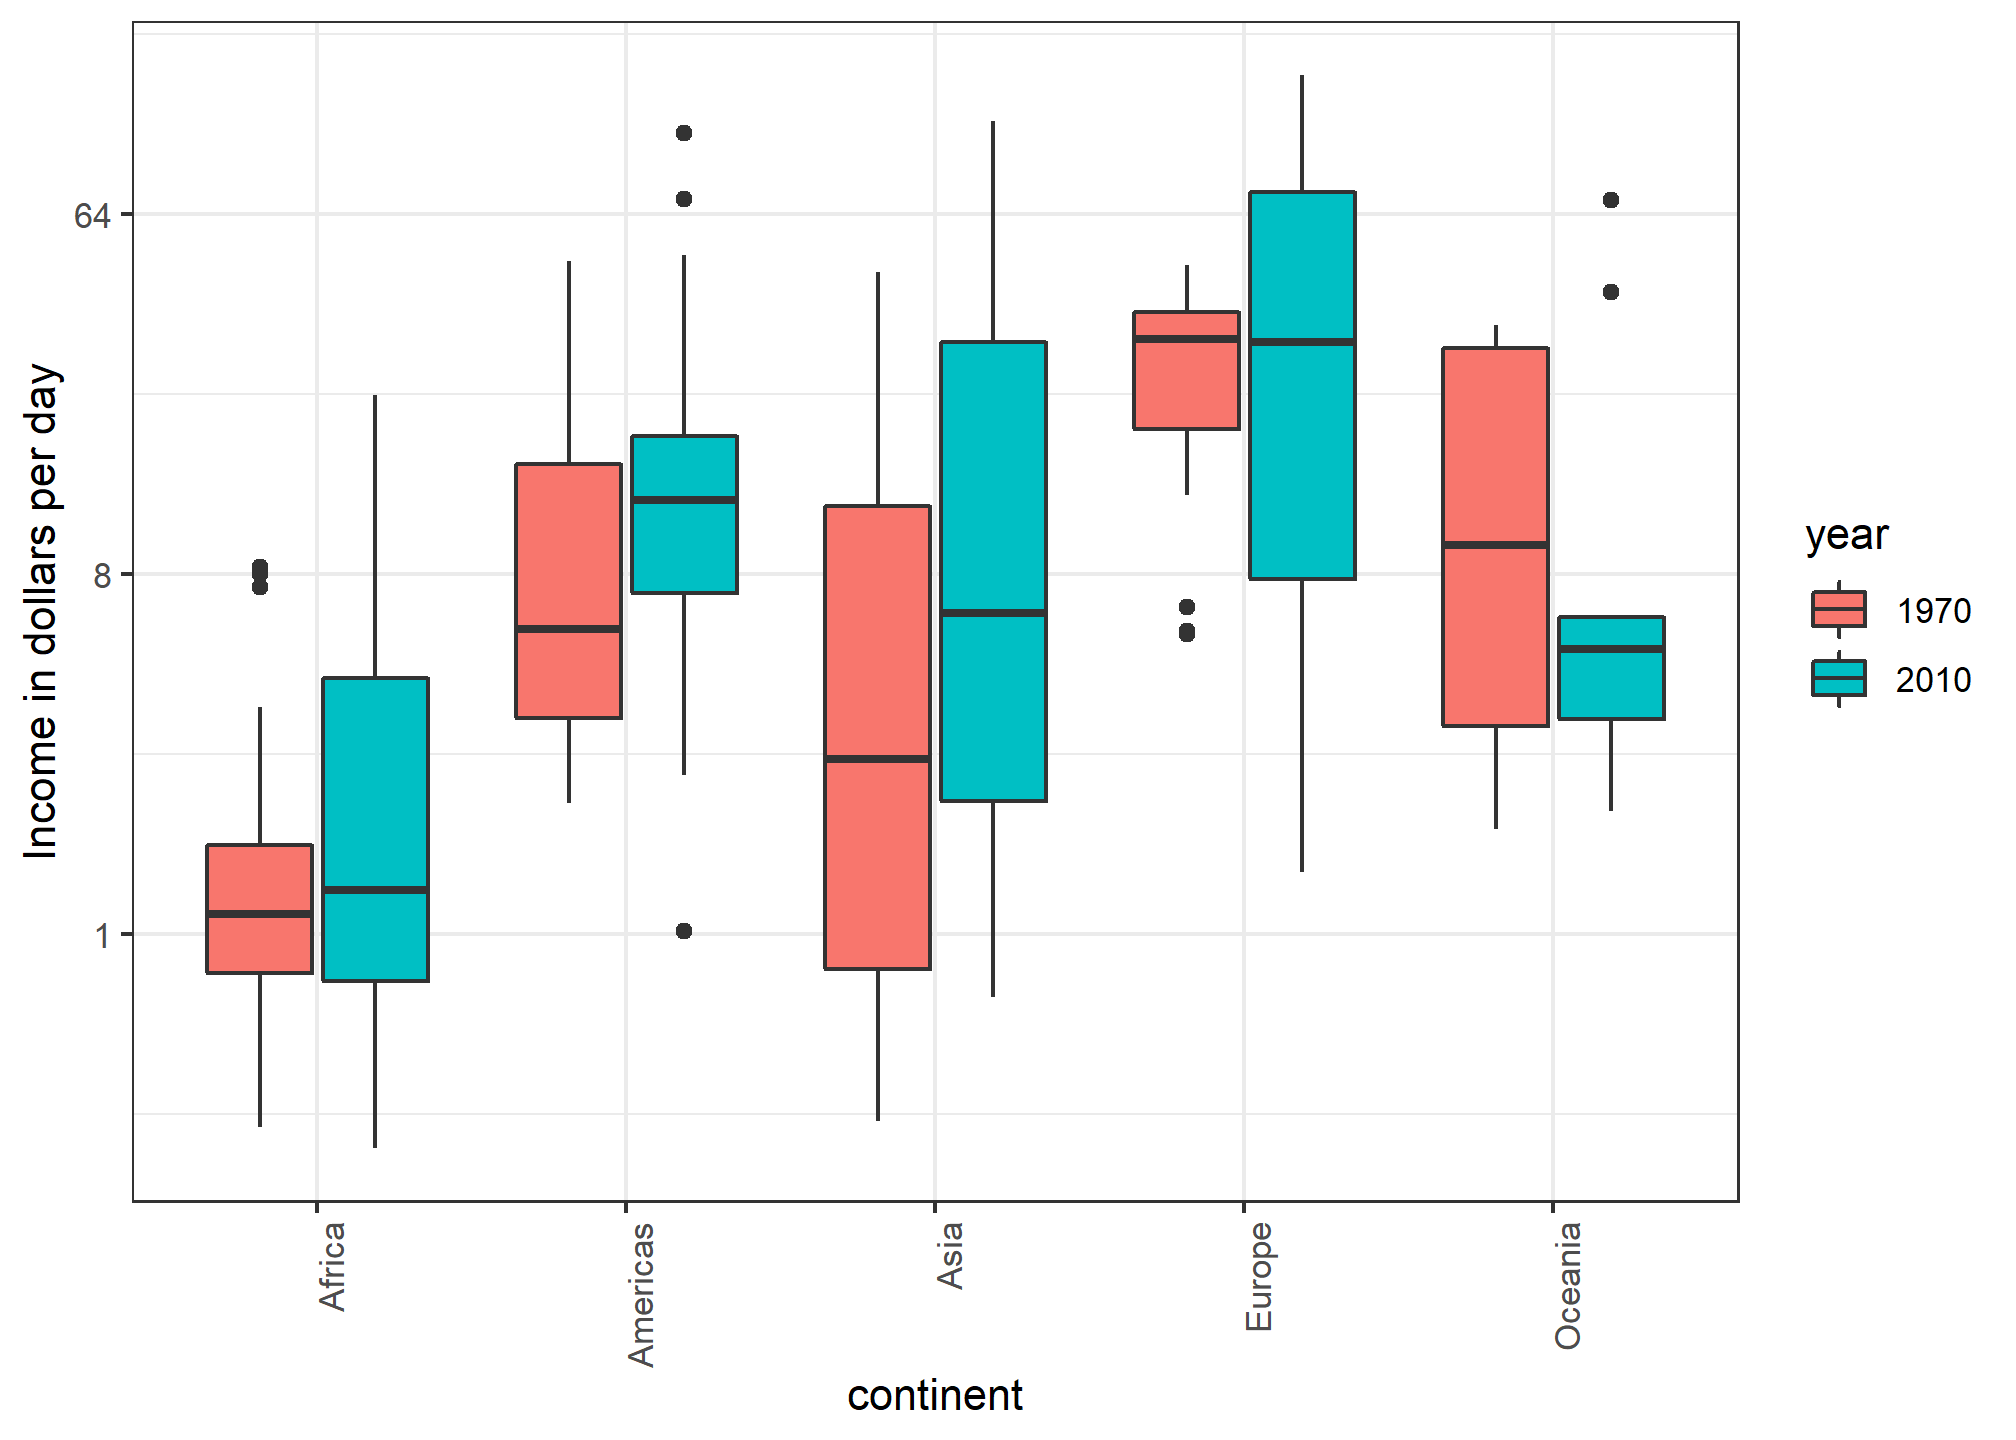 Income in dollars per day
64
8
1
Africa
Americas
Asia
Europe
Oceania
continent
year
1970
2010